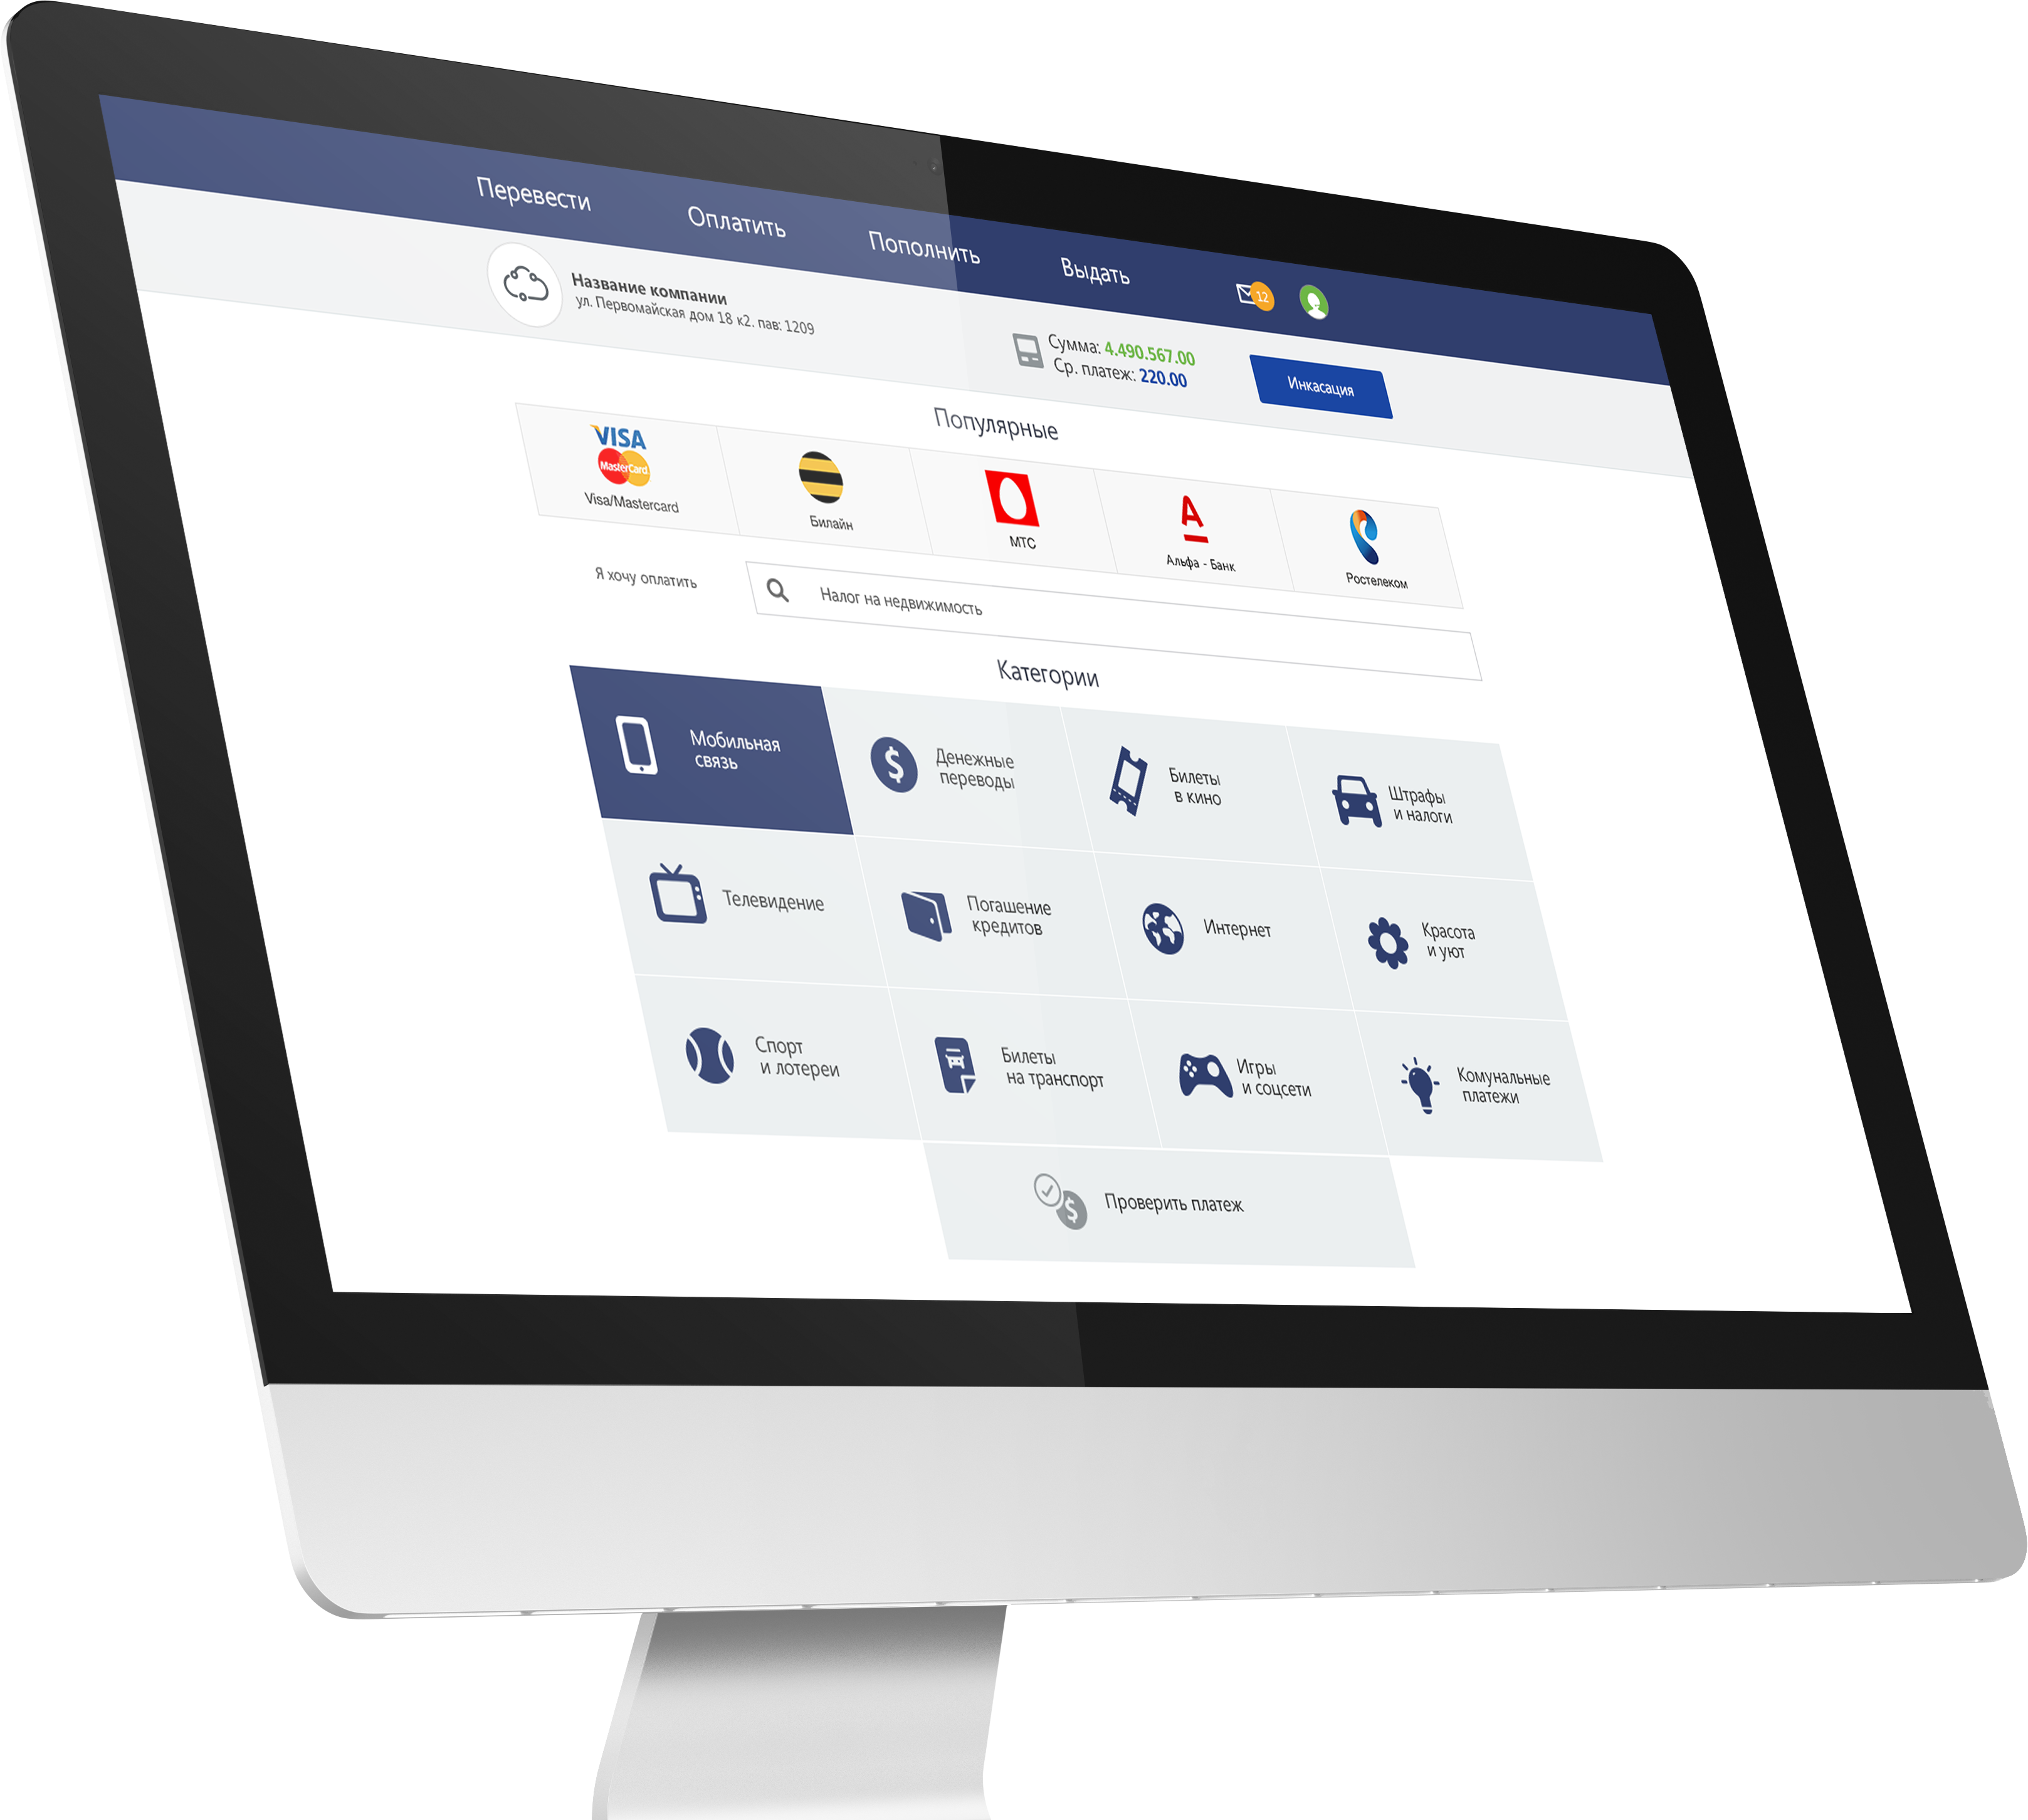 Перевести
Оплатить
Пополнить
Выдать
12
Название компании
ул. Первомайская дом 18 к2. пав: 1209
Сумма: 4.490.567.00
Ср. платеж: 220.00
Инкасация
Популярные
VISA
MasterCard
Visa/Mastercard
Билайн
МТС
А
Альфа - Банк
Ростелеком
Я хочу оплатить
Налог на недвижимость
Категории
Мобильная
связь
$
Денежные
переводы
Билеты
в кино
Штрафы
и налоги
Телевидение
Погашение
кредитов
Интернет
Красота
и уют
Спорт
и лотереи
Билеты
на транспорт
Игры
и соцсети
Комунальные
платежи
$
Проверить платеж